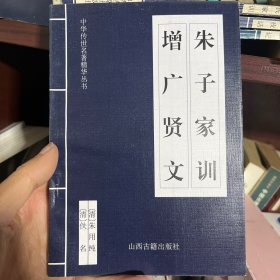 中华传世名著精华丛书
朱子家训
增广贤文
[清]朱用纯
[清]佚名
山西古籍出版社